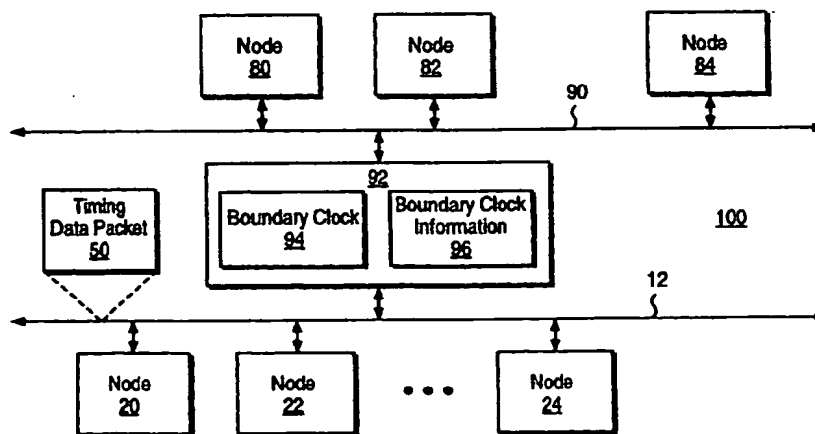 Node
80
Node
82
Node
84
90
92
Timing
Data Packet
50
Boundary Clock
94
Boundary Clock
Information
96
100
12
Node
20
Node
22
Node
24